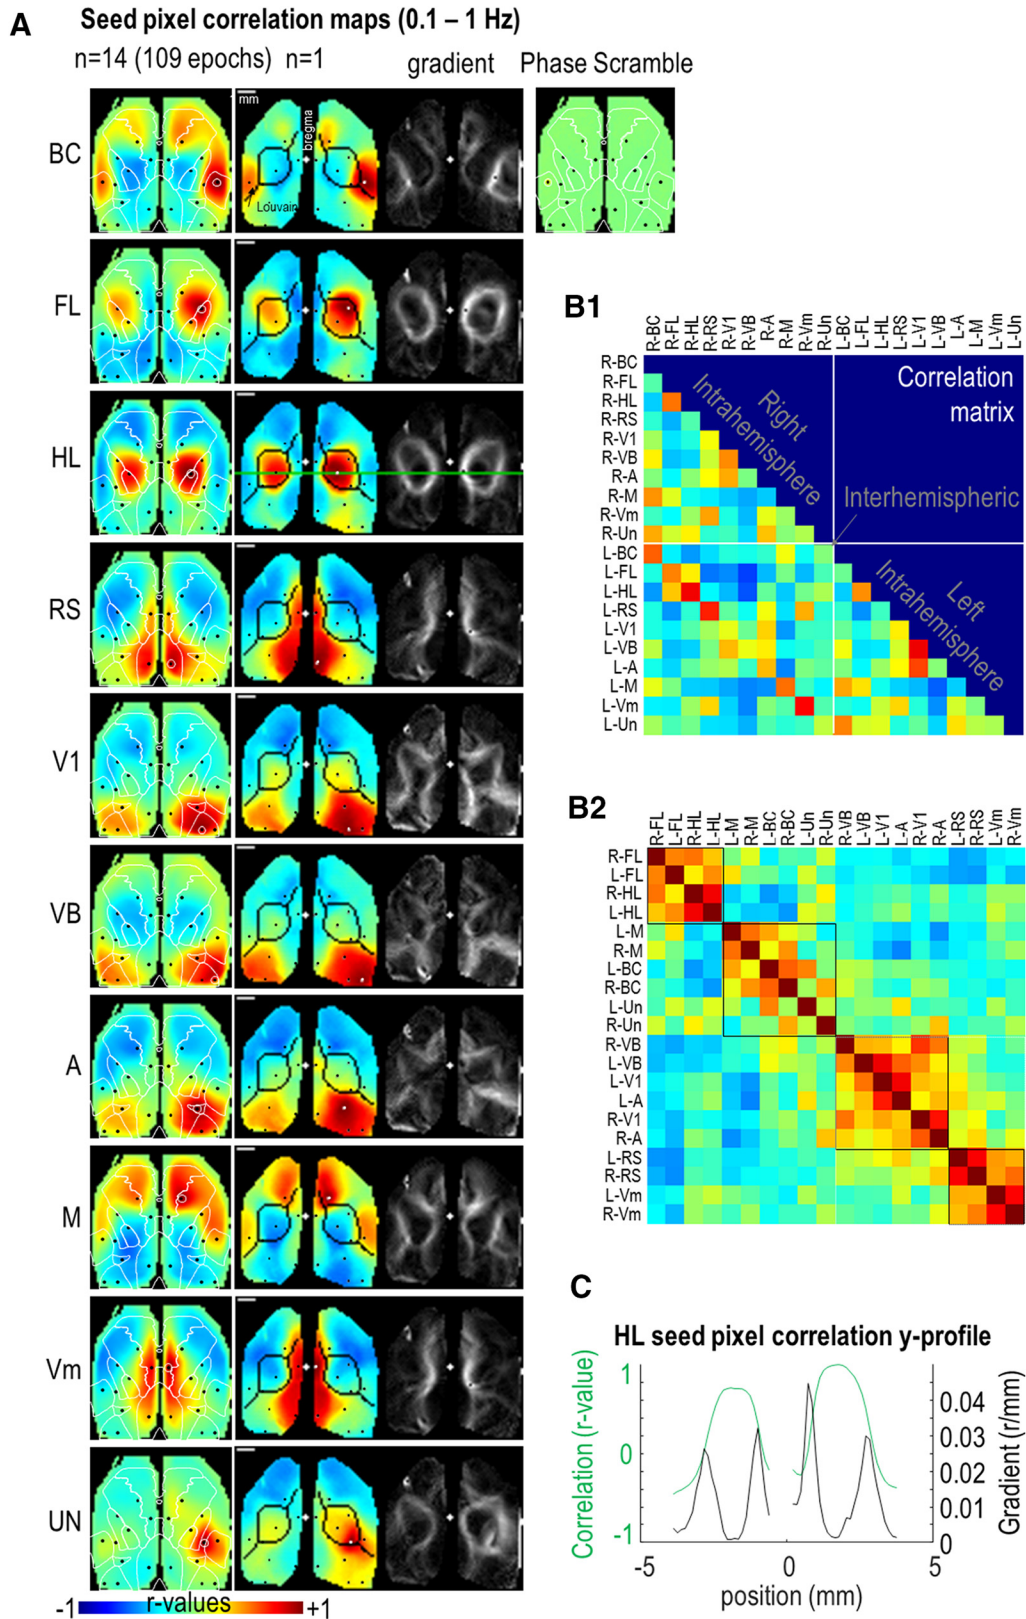 A
Seed pixel correlation maps (0.1 – 1 Hz)
n=14 (109 epochs) n=1 gradient Phase Scramble
BC
mm
bregma
Louvain
FL
HL
RS
V1
VB
A
M
Vm
UN
-1 r-values +1
B1
R-BC R-FL R-HL R-RS R-V1 R-VB R-A R-M R-Vm R-Un L-BC L-FL L-HL L-RS L-V1 L-VB L-A L-M L-Vm L-Un
R-BC
R-FL
R-HL
R-RS
R-V1
R-VB
R-A
R-M
R-Vm
R-Un
L-BC
L-FL
L-HL
L-RS
L-V1
L-VB
L-A
L-M
L-Vm
L-Un
Correlation
matrix
Right
Intrahemisphere
Interhemispheric
Left
Intrahemisphere
B2
R-FL L-FL R-HL L-HL L-M R-M L-BC R-BC L-Un R-Un R-VB L-VB L-V1 L-A R-V1 R-A L-RS R-RS L-Vm R-Vm
R-FL
L-FL
R-HL
L-HL
L-M
R-M
L-BC
R-BC
L-Un
R-Un
R-VB
L-VB
L-V1
L-A
R-V1
R-A
L-RS
R-RS
L-Vm
R-Vm
C
HL seed pixel correlation y-profile
Correlation (r-value)
1
0
-1
0.04
0.03
0.02
0.01
0
Gradient (r/mm)
-5 0 5
position (mm)